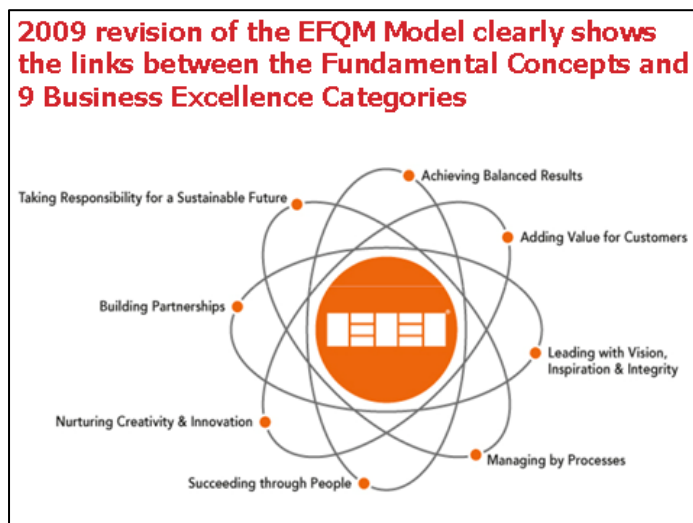 2009 revision of the EFQM Model clearly shows
the links between the Fundamental Concepts and
9 Business Excellence Categories
Achieving Balanced Results
Taking Responsibility for a Sustainable Future
Adding Value for Customers
Building Partnerships
Leading with Vision,
Inspiration & Integrity
Nurturing Creativity & Innovation
Managing by Processes
Succeeding through People